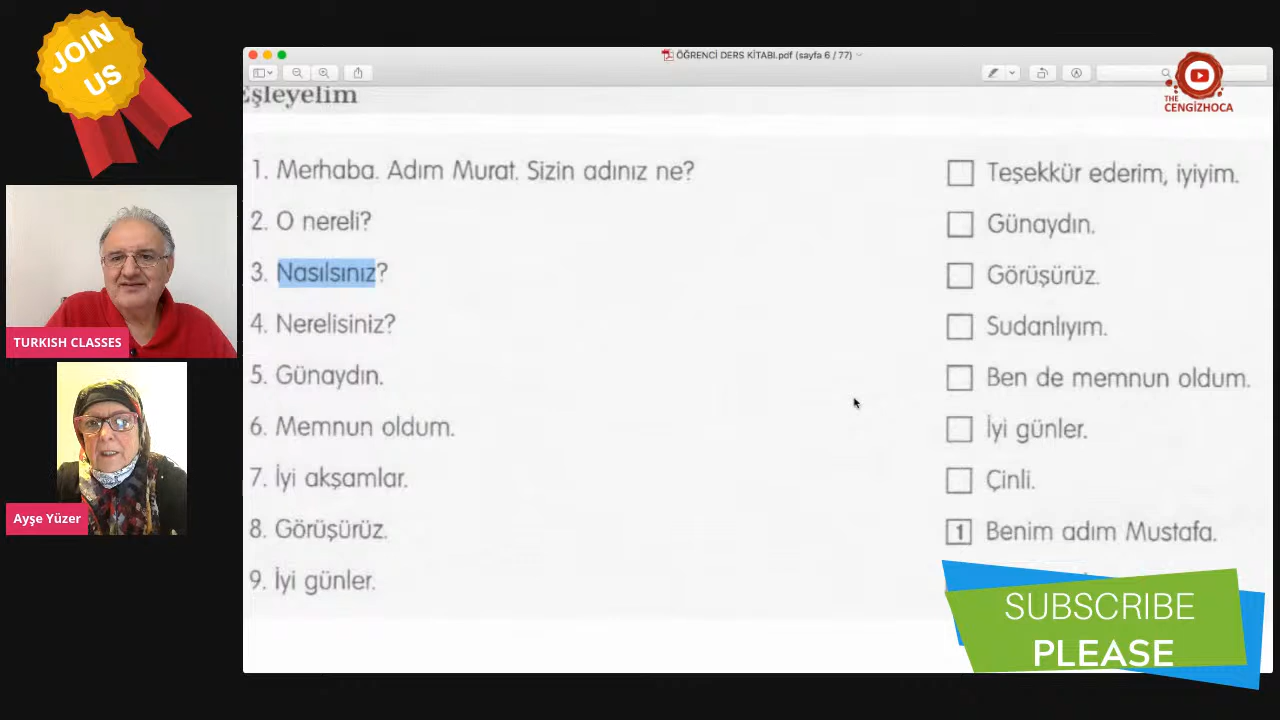 JOIN
US
ÖĞRENCİ DERS KİTABI.pdf (sayfa 6 / 77)
THE
CENGİZHOCA
Eşleyelim
1. Merhaba. Adım Murat. Sizin adınız ne?
Teşekkür ederim, iyiyim.
2. O nereli?
Günaydın.
3. Nasılsınız?
Görüşürüz.
4. Nerelisiniz?
Sudanlıyım.
5. Günaydın.
Ben de memnun oldum.
6. Memnun oldum.
İyi günler.
7. İyi akşamlar.
Çinli.
8. Görüşürüz.
1 Benim adım Mustafa.
9. İyi günler.
TURKISH CLASSES
Ayşe Yüzer
SUBSCRIBE
PLEASE